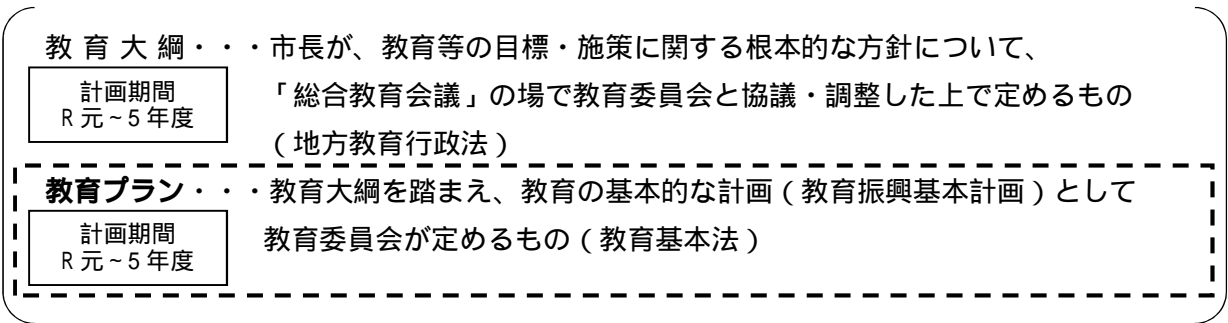 教 育 大 綱・・・市長が、教育等の目標・施策に関する根本的な方針について、
計画期間
R 元~5 年度
「総合教育会議」の場で教育委員会と協議・調整した上で定めるもの
(地方教育行政法)
教育プラン・・・教育大綱を踏まえ、教育の基本的な計画(教育振興基本計画)として
計画期間
R 元~5 年度
教育委員会が定めるもの(教育基本法)